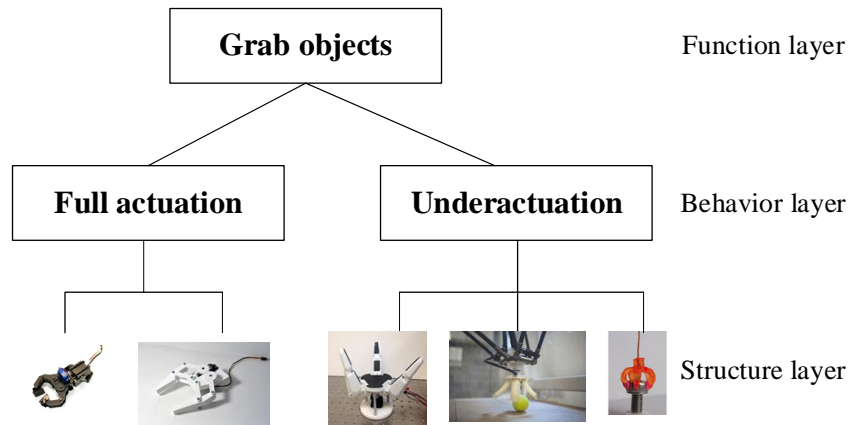 Grab objects
Function layer
Full actuation
Underactuation
Behavior layer
Structure layer